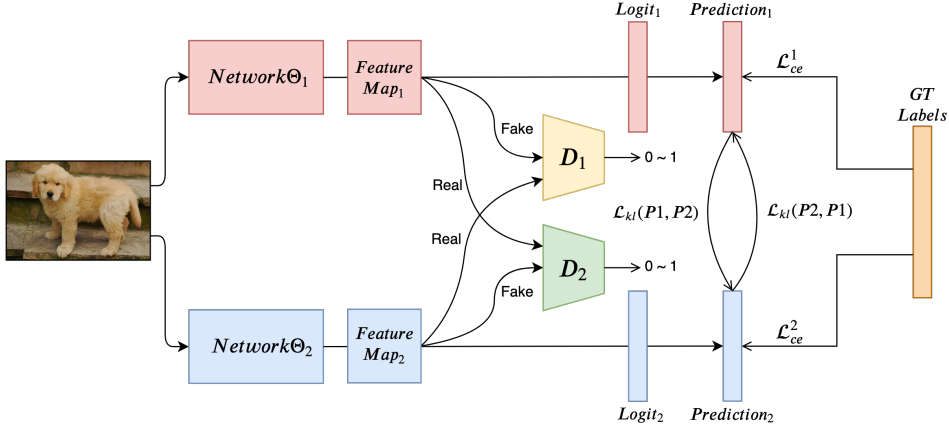 Logit₁
Prediction₁
NetworkΘ₁
Feature
Map₁
ℒ¹ce
GT
Labels
Fake
D₁
0 ~ 1
Real
ℒkl(P1, P2)
ℒkl(P2, P1)
Real
D₂
0 ~ 1
Fake
NetworkΘ₂
Feature
Map₂
ℒ²ce
Logit₂
Prediction₂